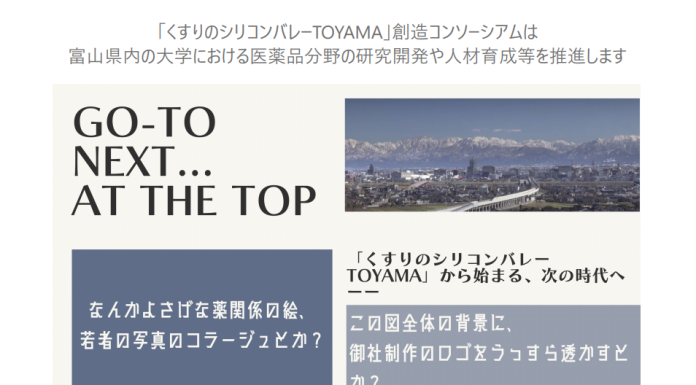 「くすりのシリコンバレーTOYAMA」創造コンソーシアムは
富山県内の大学における医薬品分野の研究開発や人材育成等を推進します
GO-TO
NEXT...
AT THE TOP
「くすりのシリコンバレー
TOYAMA」から始まる、次の時代へ
ーー
なんかよさげな薬関係の絵、
若者の写真のコラージュとか？
この図全体の背景に、
御社制作のロゴをうっすら透かすと
か？